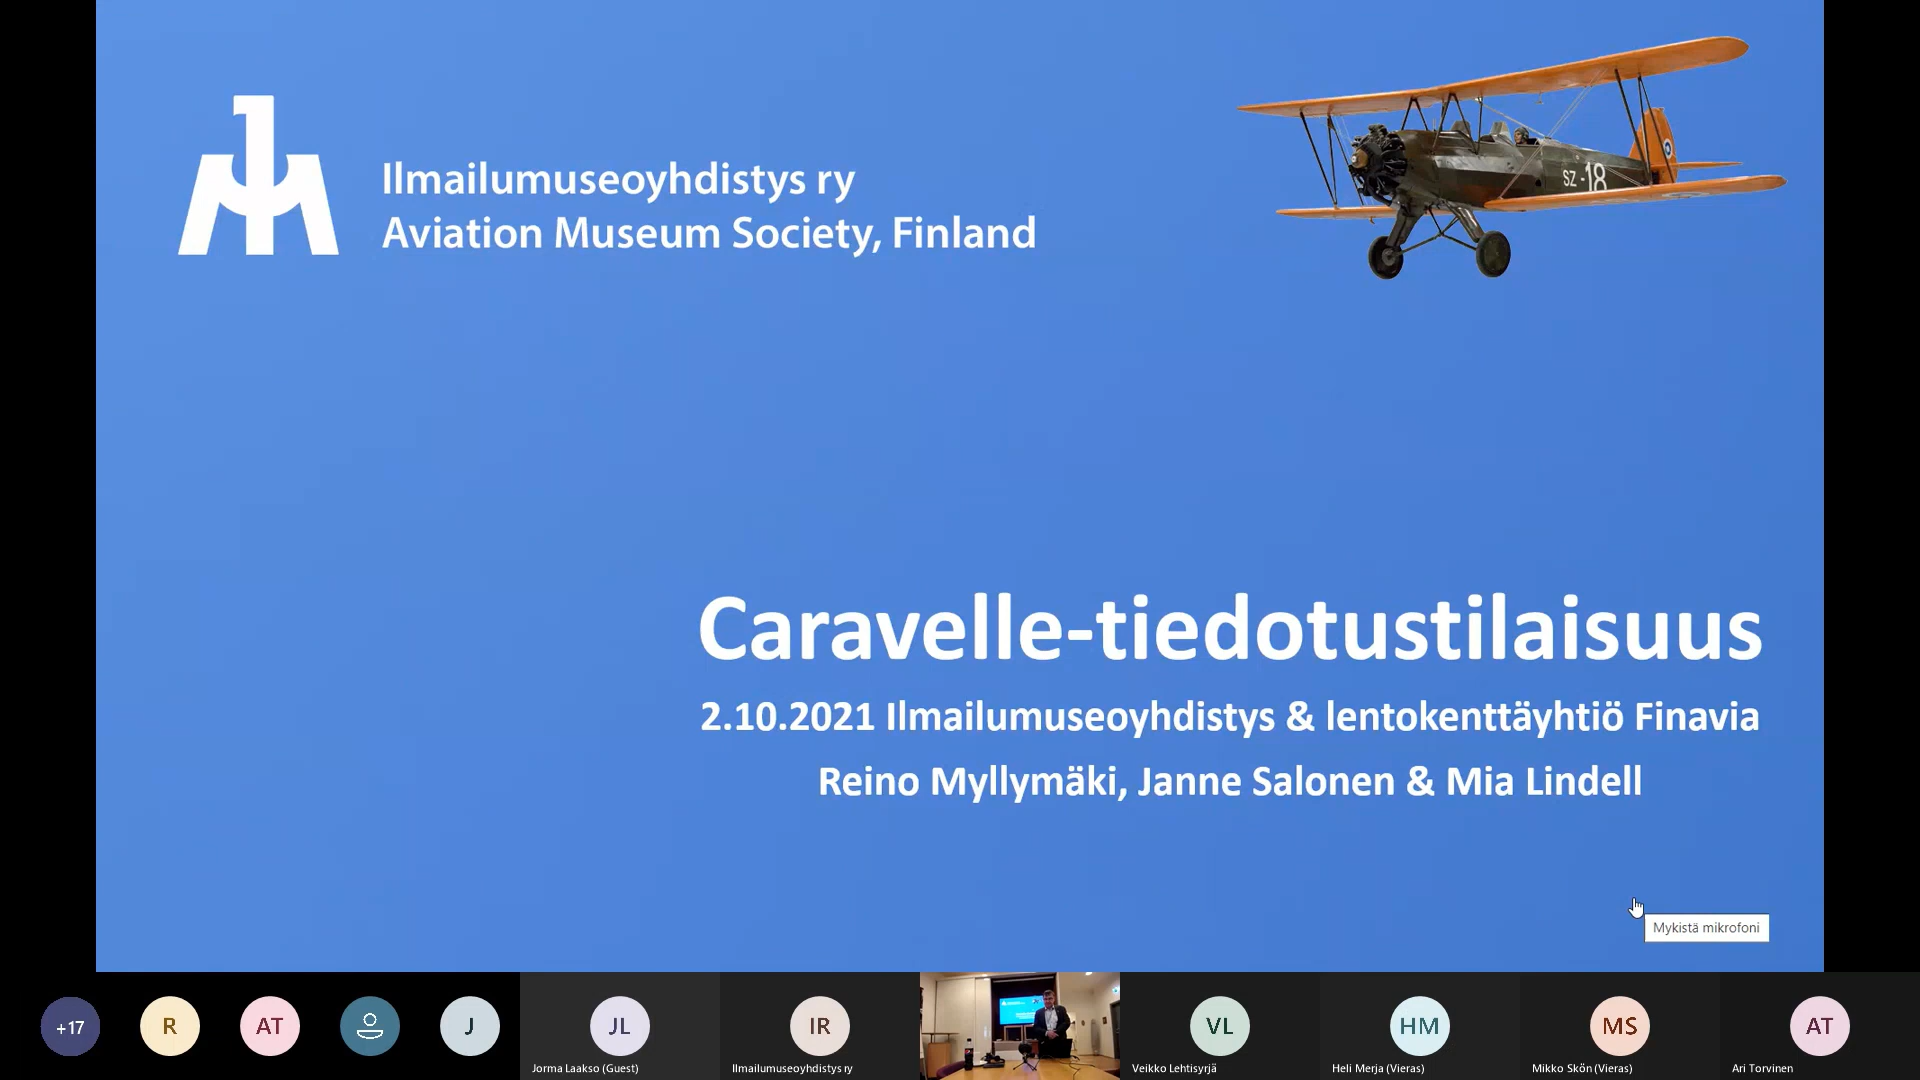 Ilmailumuseoyhdistys ry
Aviation Museum Society, Finland
SZ -18
Caravelle-tiedotustilaisuus
2.10.2021 Ilmailumuseoyhdistys & lentokenttäyhtiö Finavia
Reino Myllymäki, Janne Salonen & Mia Lindell
Mykistä mikrofoni
+17
R
AT
J
JL
IR
VL
HM
MS
AT
Jorma Laakso (Guest)
Ilmailumuseoyhdistys ry
Veikko Lehtisyrjä
Heli Merja (Vieras)
Mikko Skön (Vieras)
Ari Torvinen